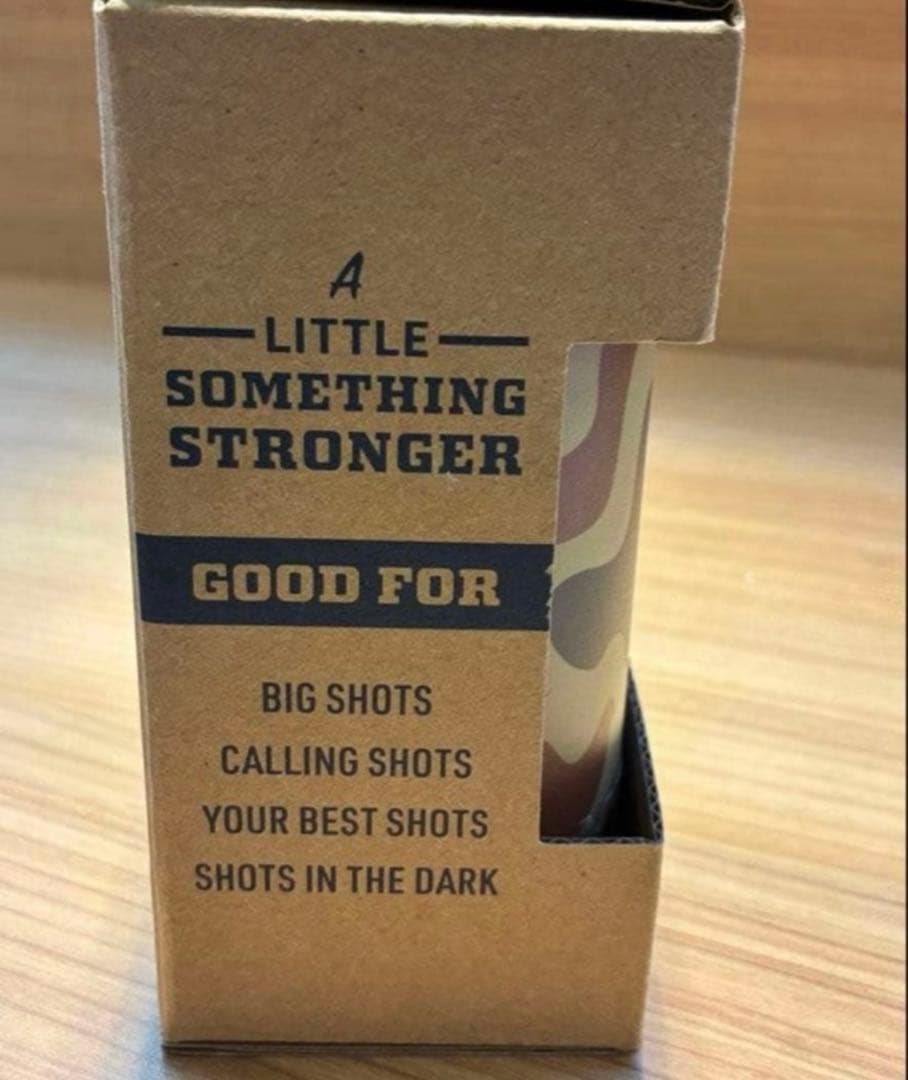 A
LITTLE
SOMETHING
STRONGER
GOOD FOR
BIG SHOTS
CALLING SHOTS
YOUR BEST SHOTS
SHOTS IN THE DARK